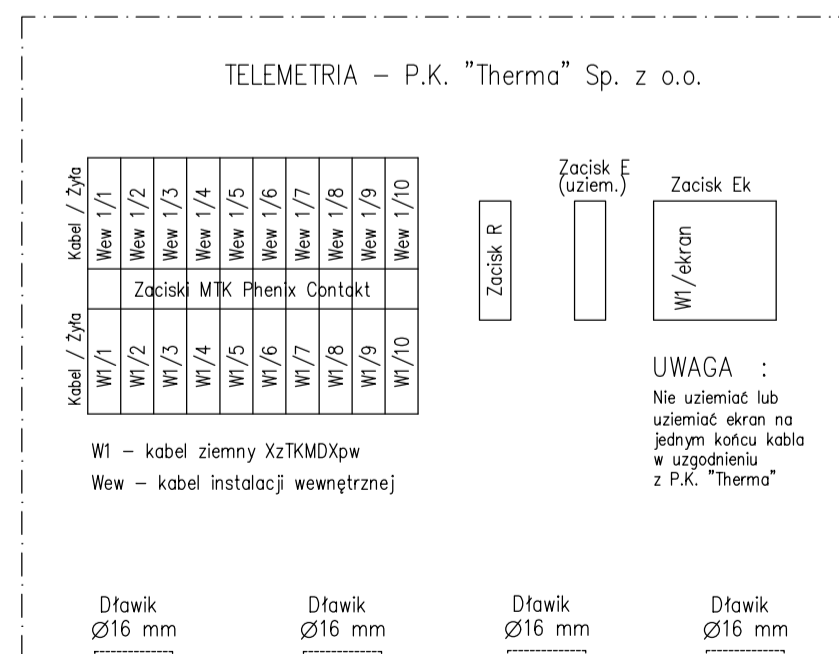 TELEMETRIA – P.K. "Therma" Sp. z o.o.
Kabel / Żyła
Wew 1/1
Wew 1/2
Wew 1/3
Wew 1/4
Wew 1/5
Wew 1/6
Wew 1/7
Wew 1/8
Wew 1/9
Wew 1/10
Zaciski MTK Phenix Contakt
Kabel / Żyła
W1/1
W1/2
W1/3
W1/4
W1/5
W1/6
W1/7
W1/8
W1/9
W1/10
Zacisk R
Zacisk E
(uziem.)
Zacisk Ek
W1/ekran
UWAGA :
Nie uziemiać lub
uziemiać ekran na
jednym końcu kabla
w uzgodnieniu
z P.K. "Therma"
W1 – kabel ziemny XzTKMDXpw
Wew – kabel instalacji wewnętrznej
Dławik
Ø16 mm
Dławik
Ø16 mm
Dławik
Ø16 mm
Dławik
Ø16 mm